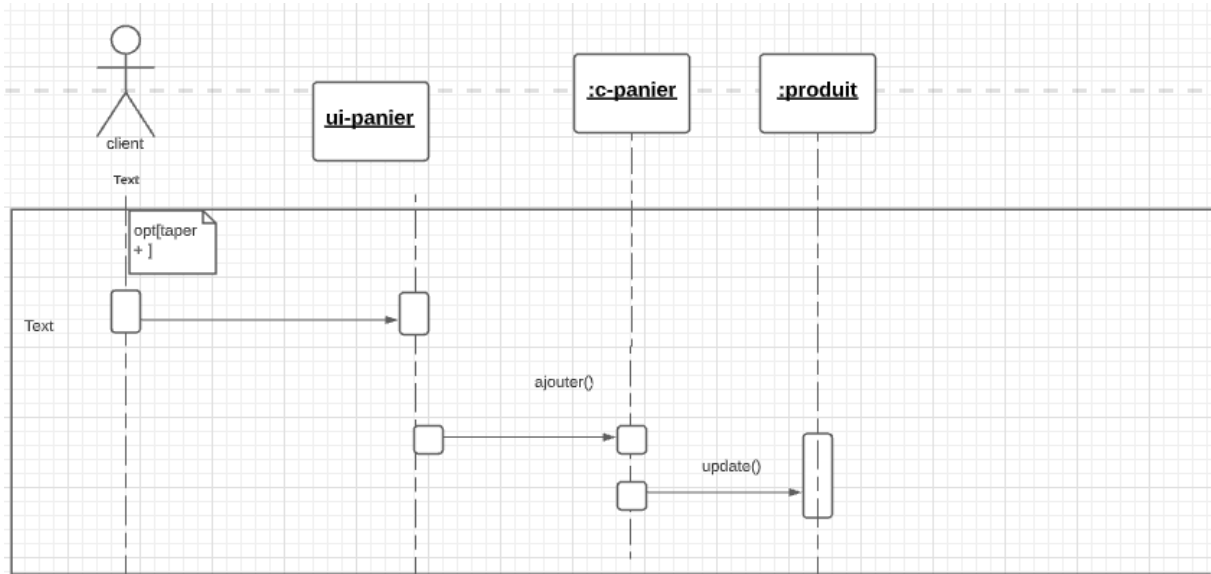 :c-panier
:produit
ui-panier
client
Text
opt[taper
+ ]
Text
ajouter()
update()